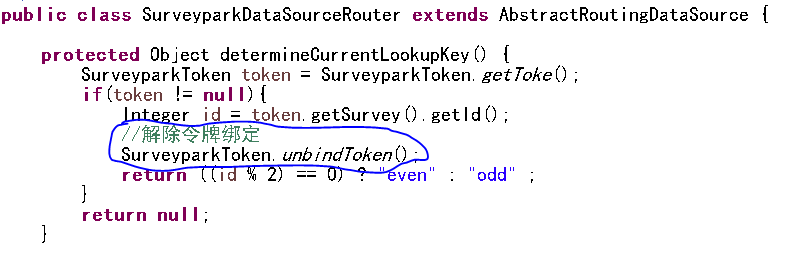 public class SurveyparkDataSourceRouter extends AbstractRoutingDataSource {
protected Object determineCurrentLookupKey() {
SurveyparkToken token = SurveyparkToken.getToke();
if(token != null){
Integer id = token.getSurvey().getId();
//解除令牌绑定
SurveyparkToken.unbindToken();
return ((id % 2) == 0) ? "even" : "odd" ;
}
return null;
}